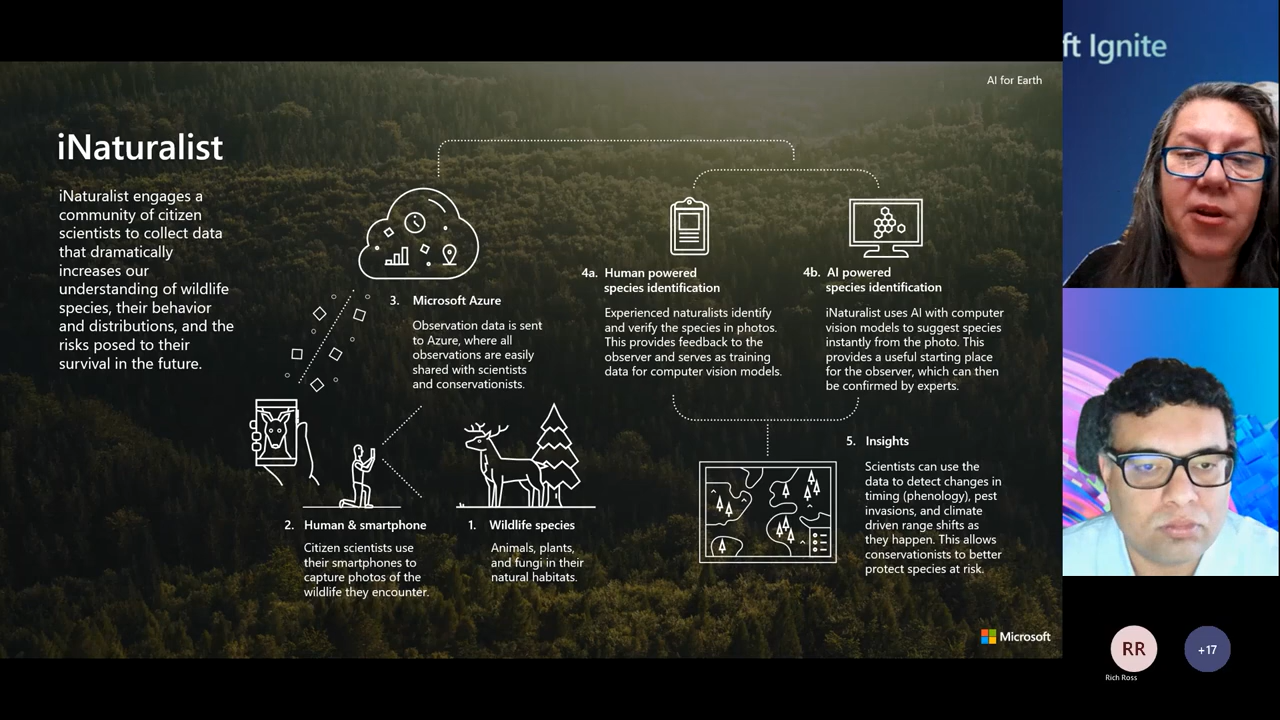 AI for Earth
iNaturalist
iNaturalist engages a
community of citizen
scientists to collect data
that dramatically
increases our
understanding of wildlife
species, their behavior
and distributions, and the
risks posed to their
survival in the future.
3. Microsoft Azure
Observation data is sent
to Azure, where all
observations are easily
shared with scientists
and conservationists.
2. Human & smartphone
Citizen scientists use
their smartphones to
capture photos of the
wildlife they encounter.
1. Wildlife species
Animals, plants,
and fungi in their
natural habitats.
4a. Human powered
species identification
Experienced naturalists identify
and verify the species in photos.
This provides feedback to the
observer and serves as training
data for computer vision models.
4b. AI powered
species identification
iNaturalist uses AI with computer
vision models to suggest species
instantly from the photo. This
provides a useful starting place
for the observer, which can then
be confirmed by experts.
5. Insights
Scientists can use the
data to detect changes in
timing (phenology), pest
invasions, and climate
driven range shifts as
they happen. This allows
conservationists to better
protect species at risk.
Microsoft
ft Ignite
RR
Rich Ross
+17